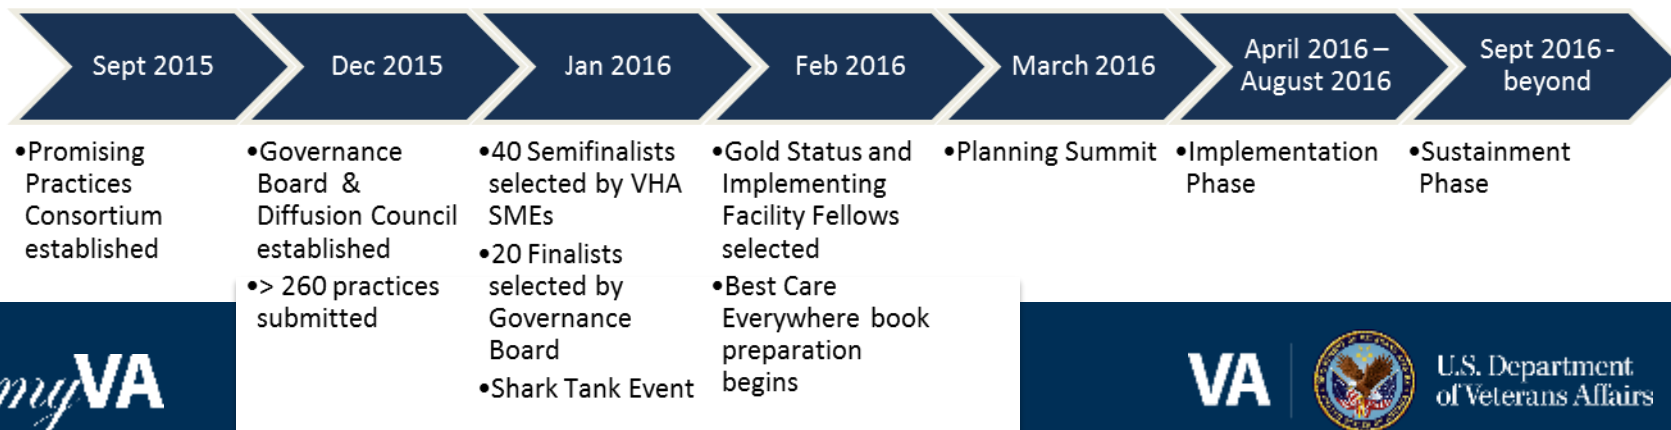 Sept 2015
Dec 2015
Jan 2016
Feb 2016
March 2016
April 2016 –
August 2016
Sept 2016 -
beyond
•Promising
Practices
Consortium
established
•Governance
Board &
Diffusion Council
established
•> 260 practices
submitted
•40 Semifinalists
selected by VHA
SMEs
•20 Finalists
selected by
Governance
Board
•Shark Tank Event
•Gold Status and
Implementing
Facility Fellows
selected
•Best Care
Everywhere book
preparation
begins
•Planning Summit
•Implementation
Phase
•Sustainment
Phase
myVA
VA
U.S. Department
of Veterans Affairs